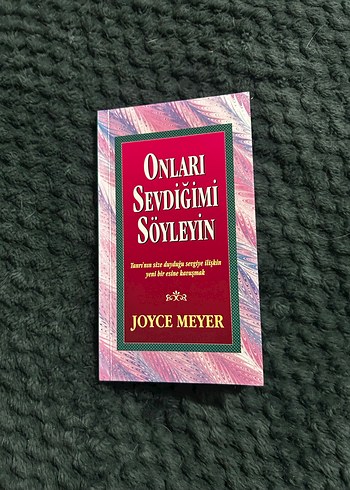 ONLARI
SEVDİĞİMİ
SÖYLEYİN
Tanrı'nın size duyduğu sevgiye ilişkin
yeni bir esine kavuşmak
JOYCE MEYER